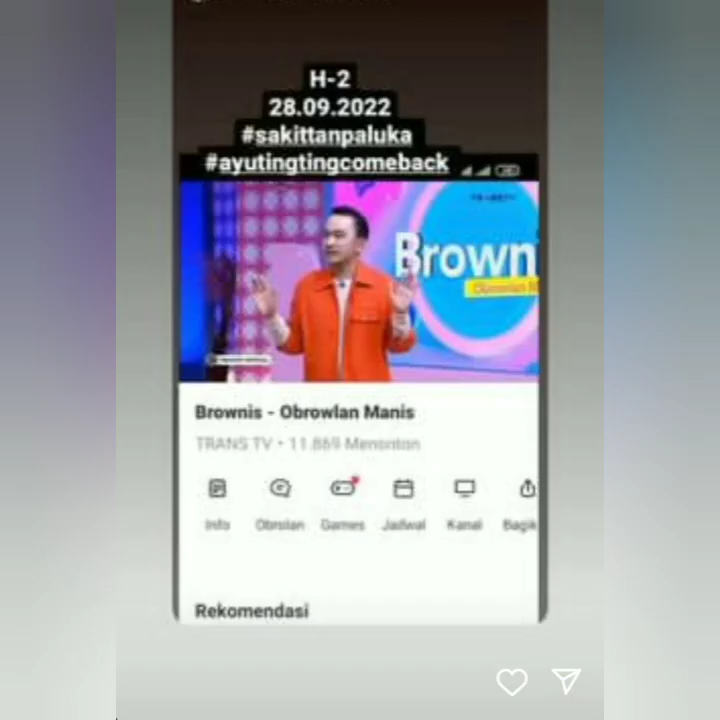 H-2
28.09.2022
#sakittanpaluka
#ayutingtingcomeback
Brown
Obrowlan M
Brownis - Obrowlan Manis
TRANS TV • 11.869 Menonton
Info Obrolan Games Jadwal Kanal Bagik
Rekomendasi